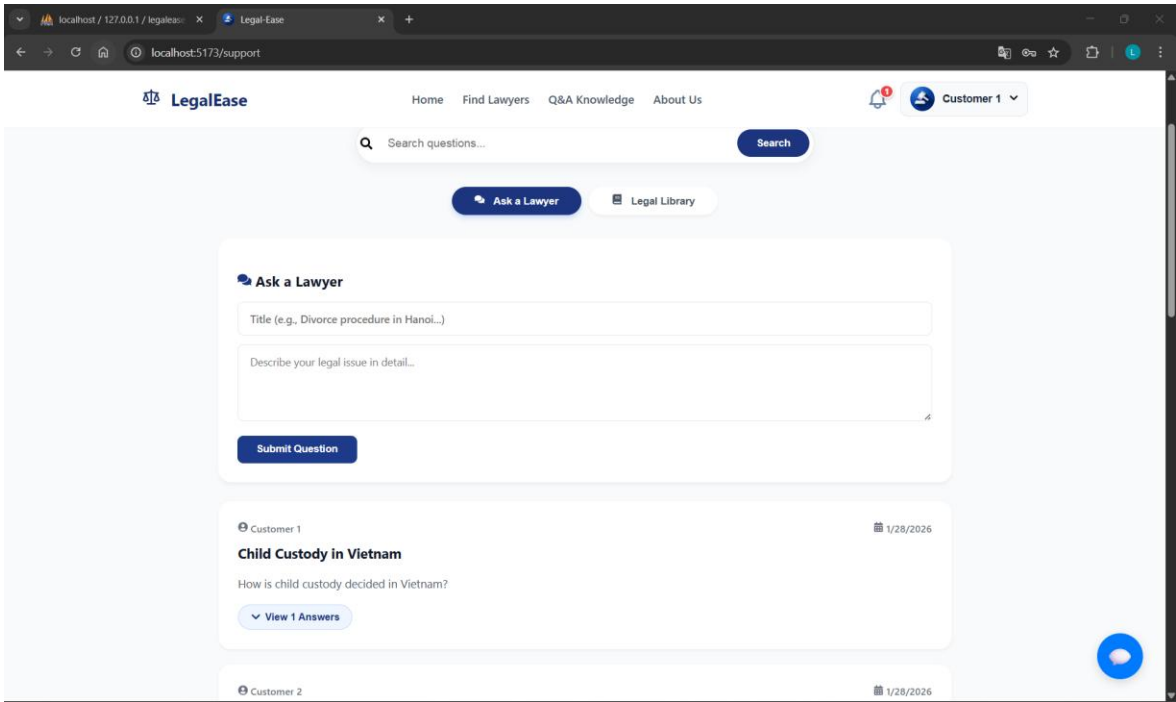 localhost / 127.0.0.1 / legalease
Legal-Ease
localhost:5173/support
L
LegalEase
Home Find Lawyers Q&A Knowledge About Us
1
Customer 1
Search questions...
Search
Ask a Lawyer
Legal Library
Ask a Lawyer
Title (e.g., Divorce procedure in Hanoi...)
Describe your legal issue in detail...
Submit Question
Customer 1 1/28/2026
Child Custody in Vietnam
How is child custody decided in Vietnam?
View 1 Answers
Customer 2 1/28/2026